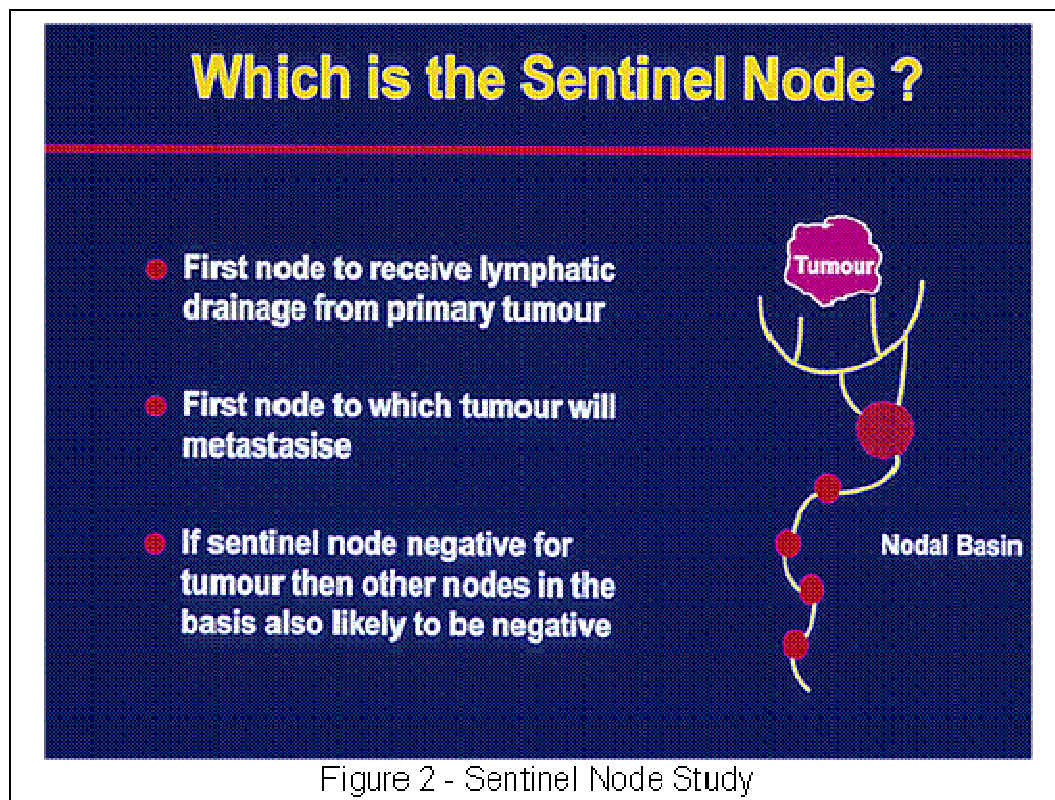 Which is the Sentinel Node ?
First node to receive lymphatic
drainage from primary tumour
First node to which tumour will
metastasise
If sentinel node negative for
tumour then other nodes in the
basis also likely to be negative
Tumour
Nodal Basin
Figure 2 - Sentinel Node Study